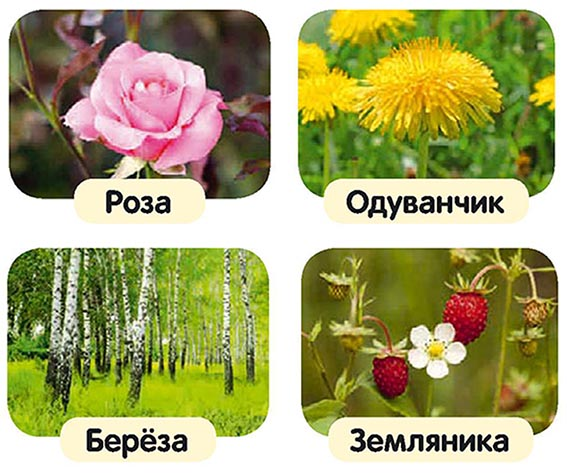 Роза
Одуванчик
Берёза
Земляника